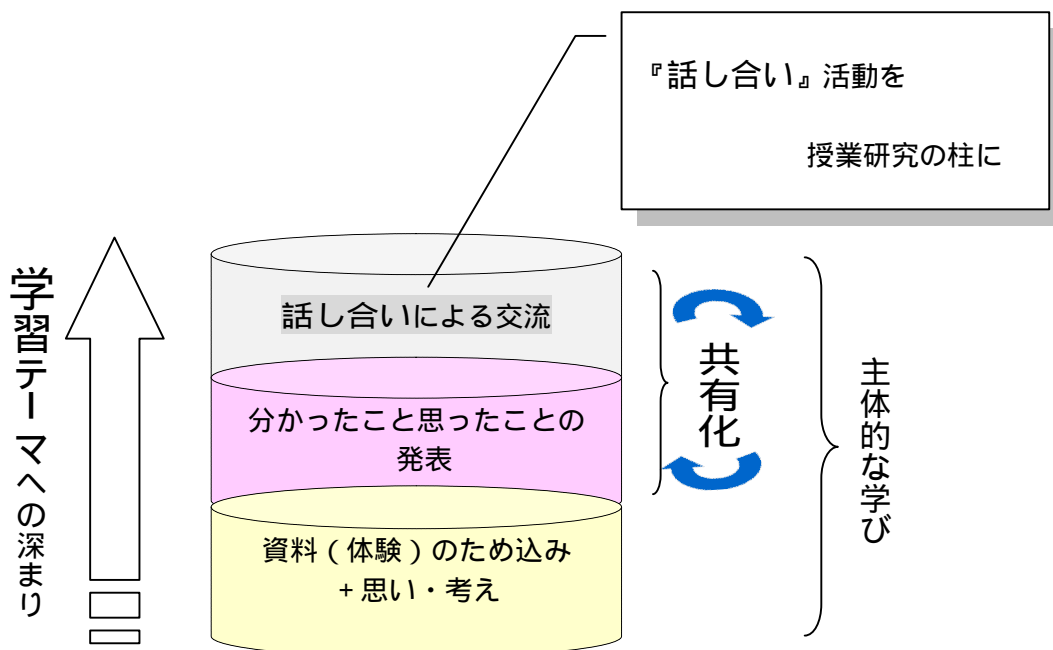 『話し合い』活動を
授業研究の柱に
学習テーマへの深まり
話し合いによる交流
分かったこと思ったことの
発表
資料（体験）のため込み
+思い・考え
共有化
主体的な学び